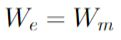 W_e = W_m